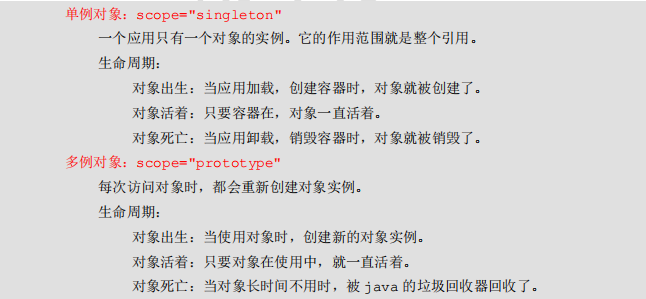 单例对象：scope="singleton"
一个应用只有一个对象的实例。它的作用范围就是整个引用。
生命周期：
对象出生：当应用加载，创建容器时，对象就被创建了。
对象活着：只要容器在，对象一直活着。
对象死亡：当应用卸载，销毁容器时，对象就被销毁了。
多例对象：scope="prototype"
每次访问对象时，都会重新创建对象实例。
生命周期：
对象出生：当使用对象时，创建新的对象实例。
对象活着：只要对象在使用中，就一直活着。
对象死亡：当对象长时间不用时，被 java 的垃圾回收器回收了。